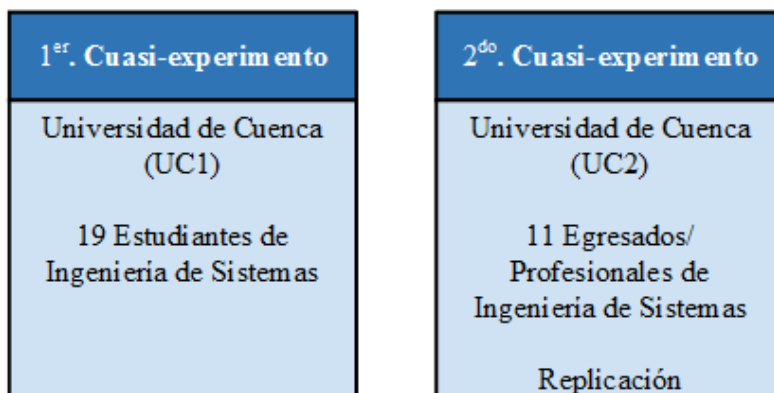 1er. Cuasi-experimento
Universidad de Cuenca
(UC1)
19 Estudiantes de
Ingeniería de Sistemas
2do. Cuasi-experimento
Universidad de Cuenca
(UC2)
11 Egresados/
Profesionales de
Ingeniería de Sistemas
Replicación